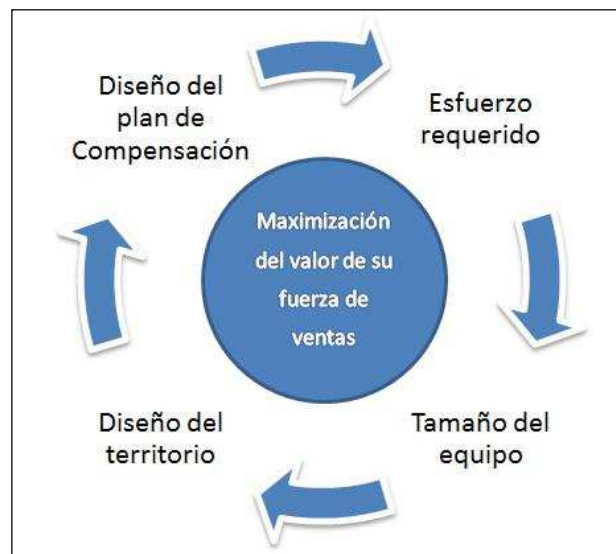 Diseño del
plan de
Compensación
Esfuerzo
requerido
Maximización
del valor de su
fuerza de
ventas
Diseño del
territorio
Tamaño del
equipo